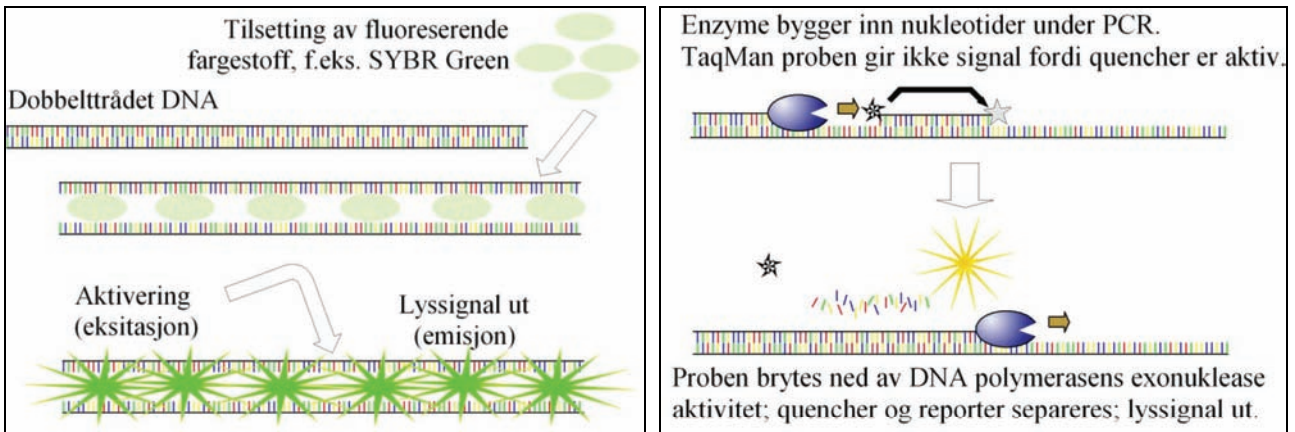 Tilsetting av fluoreserende
fargestoff, f.eks. SYBR Green
Dobbelttrådet DNA
Aktivering
(eksitasjon)
Lyssignal ut
(emisjon)
Enzyme bygger inn nukleotider under PCR.
TaqMan proben gir ikke signal fordi quencher er aktiv.
Proben brytes ned av DNA polymerasens exonuklease
aktivitet; quencher og reporter separeres; lyssignal ut.